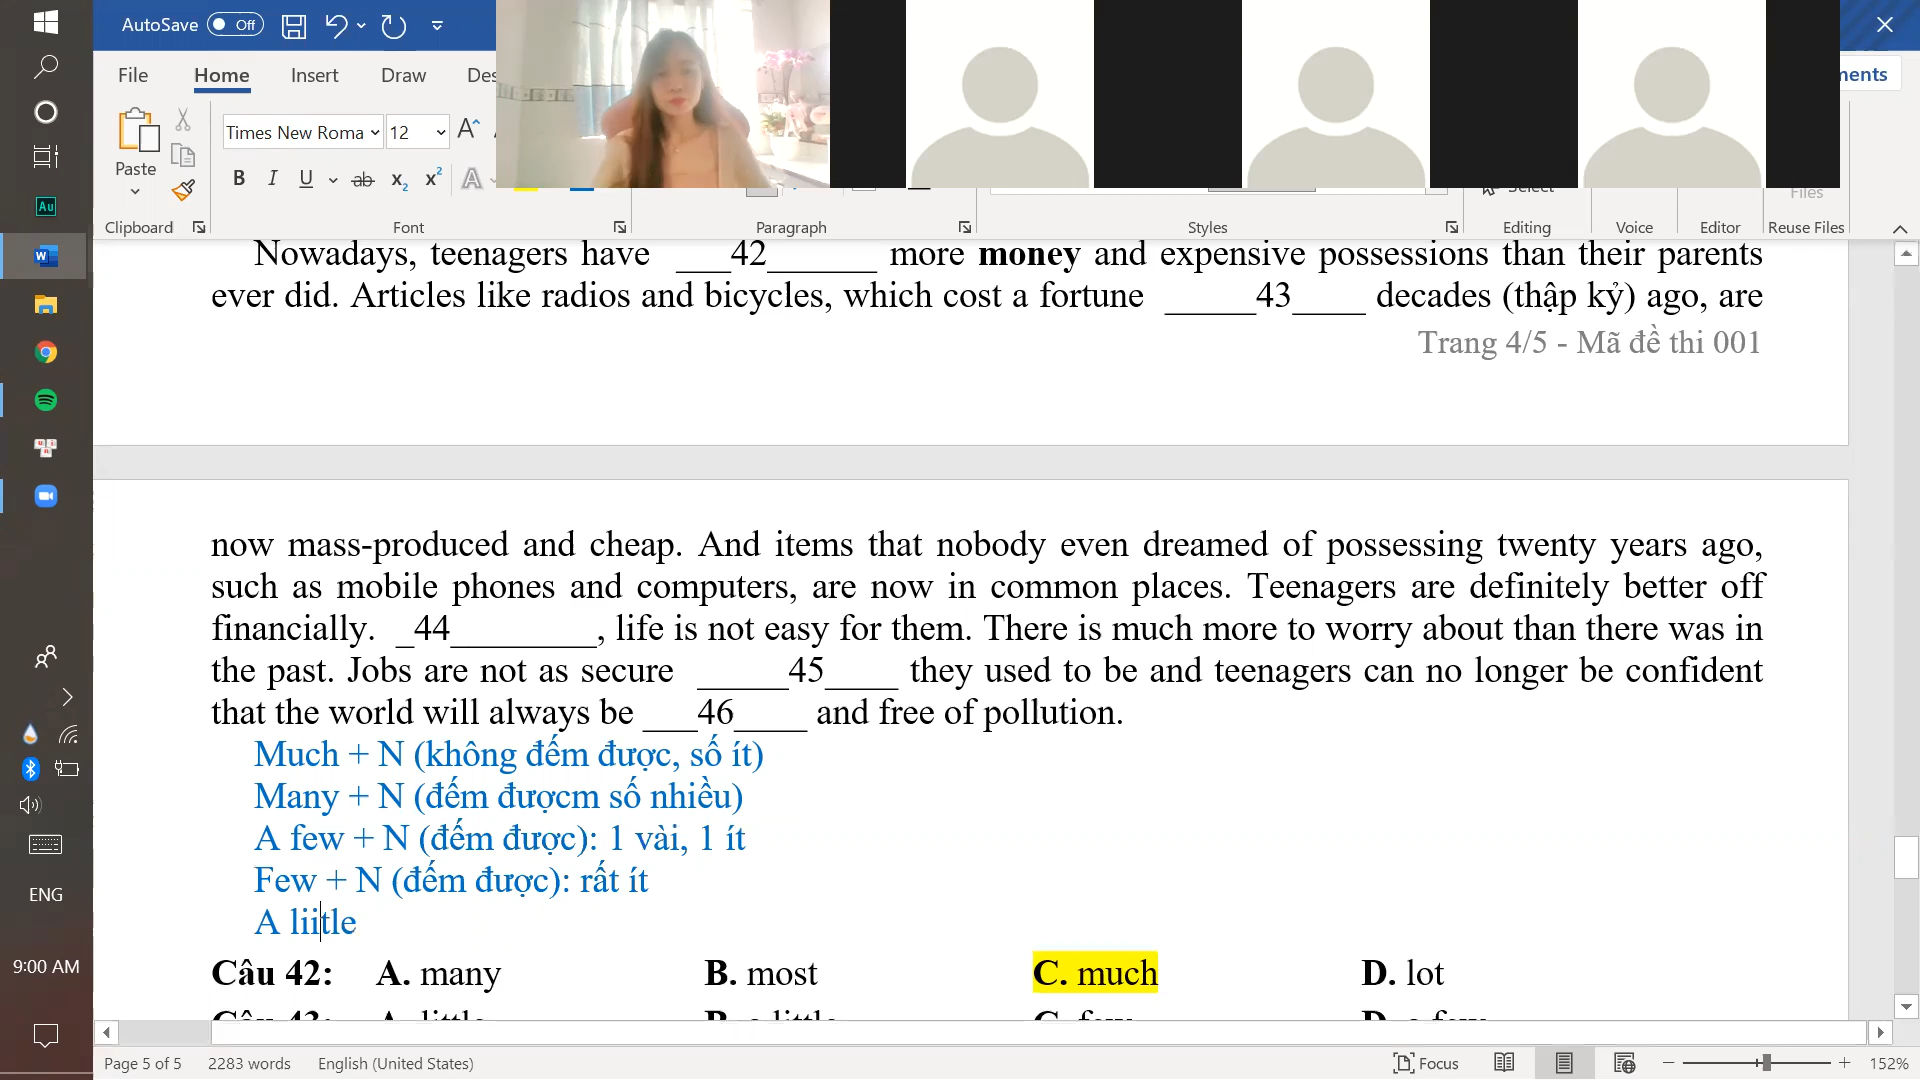 AutoSave Off
File Home Insert Draw
Times New Roma 12
Paste
B I U ab x₂ x² A
Select
Files
Clipboard Font Paragraph Styles Editing Voice Editor Reuse Files
Nowadays, teenagers have ___42______ more money and expensive possessions than their parents
ever did. Articles like radios and bicycles, which cost a fortune _____43____ decades (thập kỷ) ago, are
Trang 4/5 - Mã đề thi 001
now mass-produced and cheap. And items that nobody even dreamed of possessing twenty years ago,
such as mobile phones and computers, are now in common places. Teenagers are definitely better off
financially. _44________, life is not easy for them. There is much more to worry about than there was in
the past. Jobs are not as secure _____45____ they used to be and teenagers can no longer be confident
that the world will always be ___46____ and free of pollution.
Much + N (không đếm được, số ít)
Many + N (đếm đượcm số nhiều)
A few + N (đếm được): 1 vài, 1 ít
Few + N (đếm được): rất ít
A liitle
Câu 42: A. many B. most C. much D. lot
Page 5 of 5 2283 words English (United States) Focus 152%
Au
W
ENG
9:00 AM